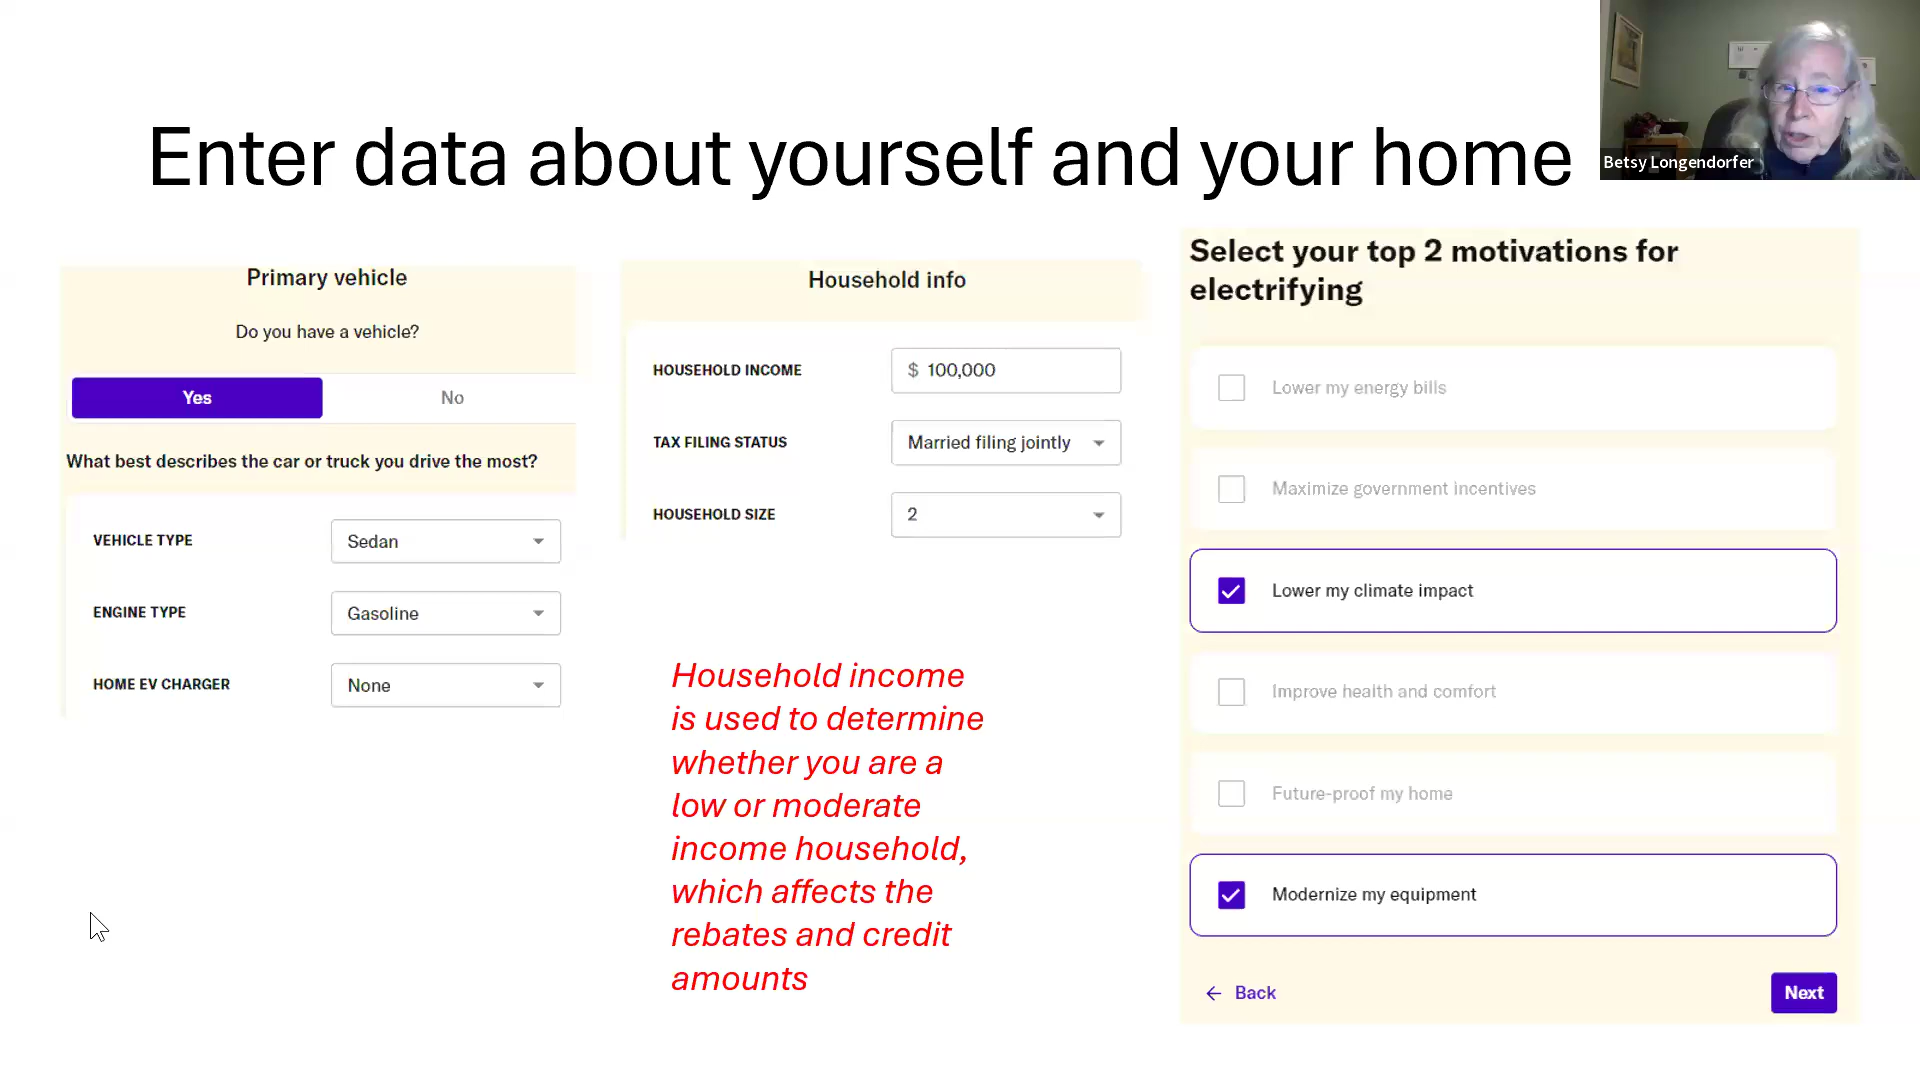 Enter data about yourself and your home
Betsy Longendorfer
Primary vehicle
Do you have a vehicle?
Yes
No
What best describes the car or truck you drive the most?
VEHICLE TYPE
Sedan
ENGINE TYPE
Gasoline
HOME EV CHARGER
None
Household info
HOUSEHOLD INCOME
$ 100,000
TAX FILING STATUS
Married filing jointly
HOUSEHOLD SIZE
2
Household income
is used to determine
whether you are a
low or moderate
income household,
which affects the
rebates and credit
amounts
Select your top 2 motivations for
electrifying
Lower my energy bills
Maximize government incentives
Lower my climate impact
Improve health and comfort
Future-proof my home
Modernize my equipment
Back
Next